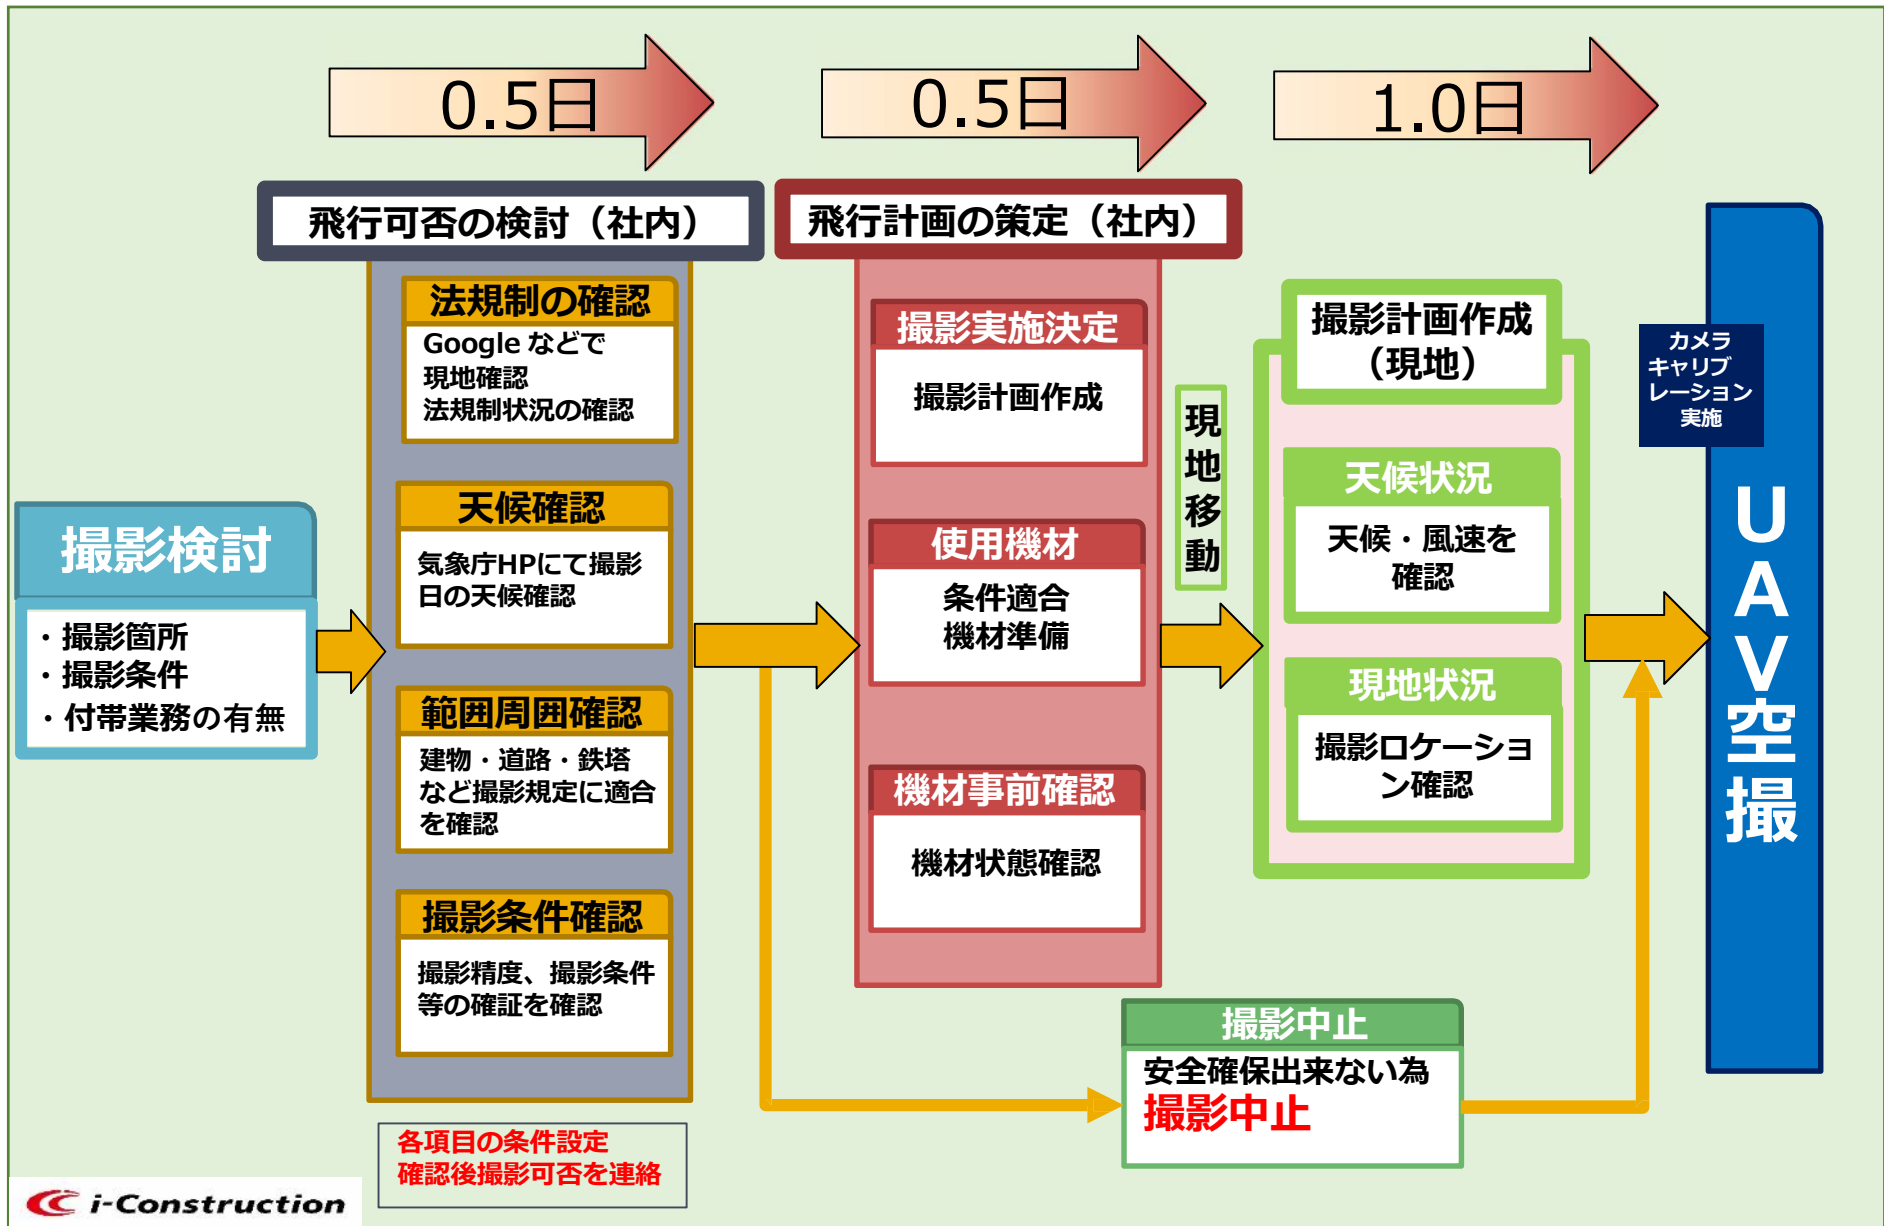 0.5日
0.5日
1.0日
飛行可否の検討（社内）
飛行計画の策定（社内）
撮影検討
・撮影箇所
・撮影条件
・付帯業務の有無
法規制の確認
Google などで
現地確認
法規制状況の確認
天候確認
気象庁HPにて撮影
日の天候確認
範囲周囲確認
建物・道路・鉄塔
など撮影規定に適合
を確認
撮影条件確認
撮影精度、撮影条件
等の確証を確認
各項目の条件設定
確認後撮影可否を連絡
撮影実施決定
撮影計画作成
使用機材
条件適合
機材準備
機材事前確認
機材状態確認
現地移動
撮影計画作成
（現地）
天候状況
天候・風速を
確認
現地状況
撮影ロケーショ
ン確認
撮影中止
安全確保出来ない為
撮影中止
カメラ
キャリブ
レーション
実施
UAV空撮
i-Construction